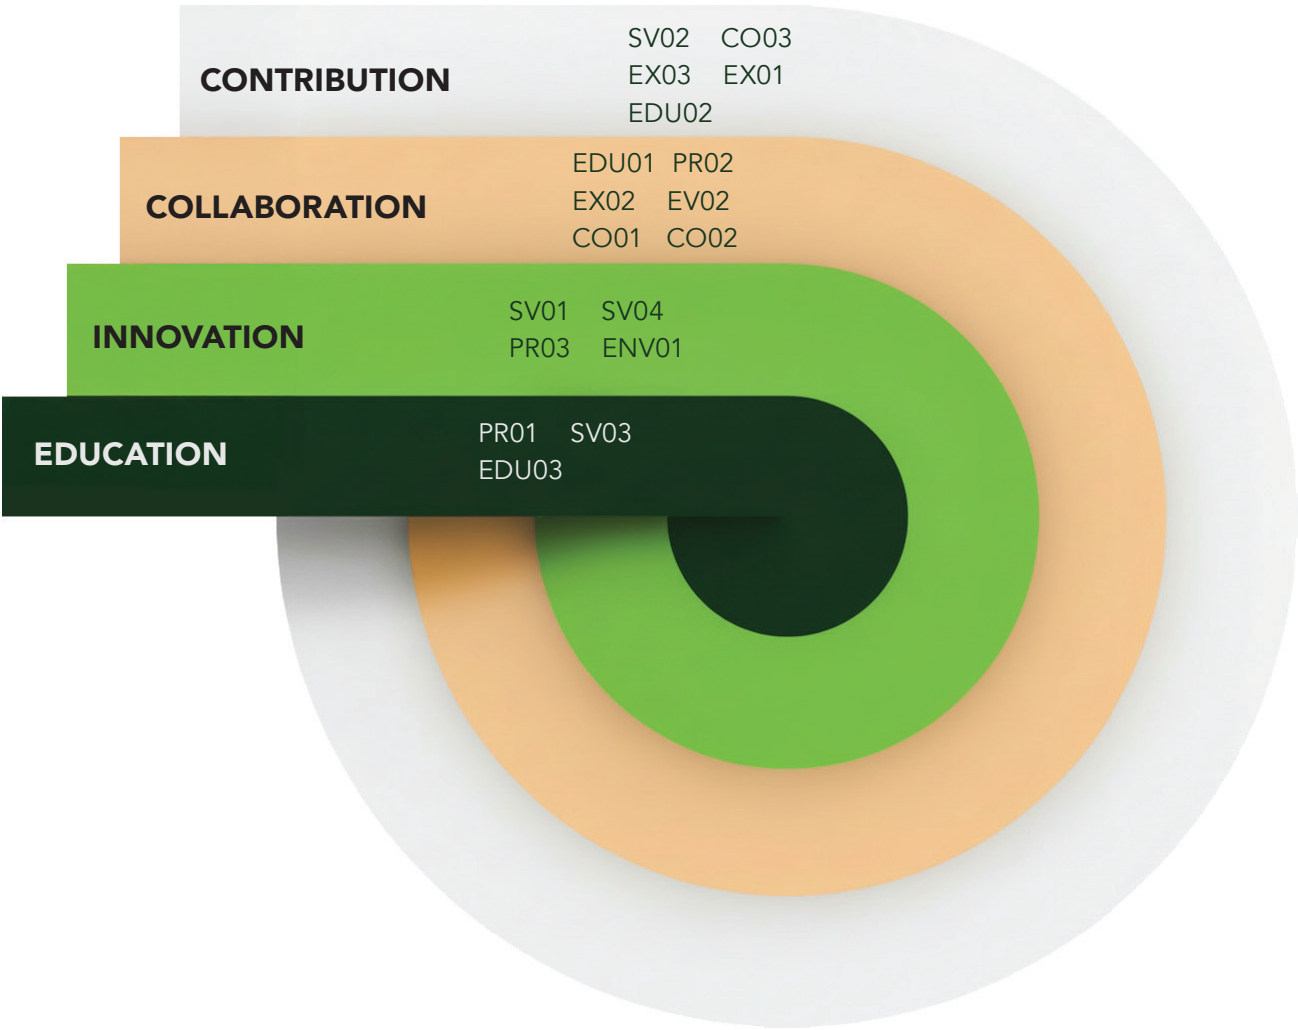 CONTRIBUTION
SV02 CO03
EX03 EX01
EDU02
COLLABORATION
EDU01 PR02
EX02 EV02
CO01 CO02
INNOVATION
SV01 SV04
PR03 ENV01
EDUCATION
PR01 SV03
EDU03